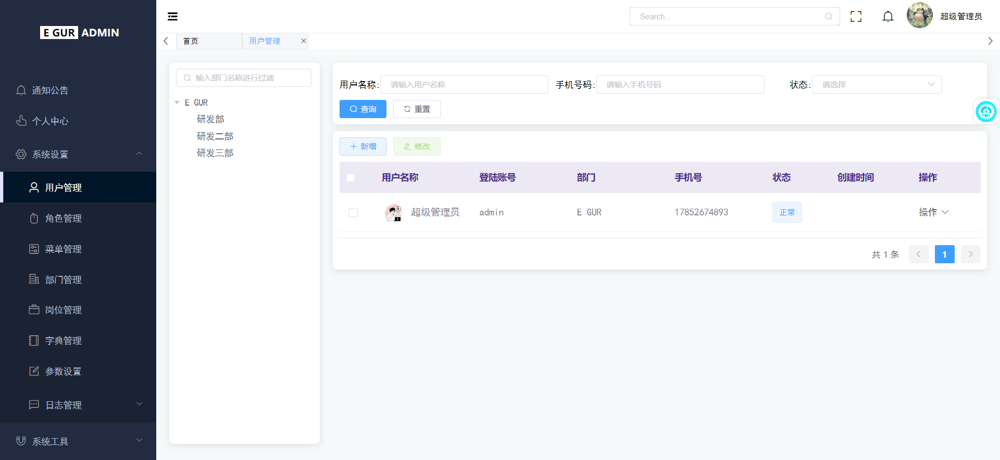 E GUR ADMIN
通知公告
个人中心
系统设置
用户管理
角色管理
菜单管理
部门管理
岗位管理
字典管理
参数设置
日志管理
系统工具
Search...
超级管理员
首页
用户管理
输入部门名称进行过滤
E GUR
研发部
研发二部
研发三部
用户名称: 请输入用户名称 手机号码: 请输入手机号码 状态: 请选择
查询 重置
新增 修改
用户名称 登陆账号 部门 手机号 状态 创建时间 操作
超级管理员 admin E GUR 17852674893 正常 操作
共 1 条 1